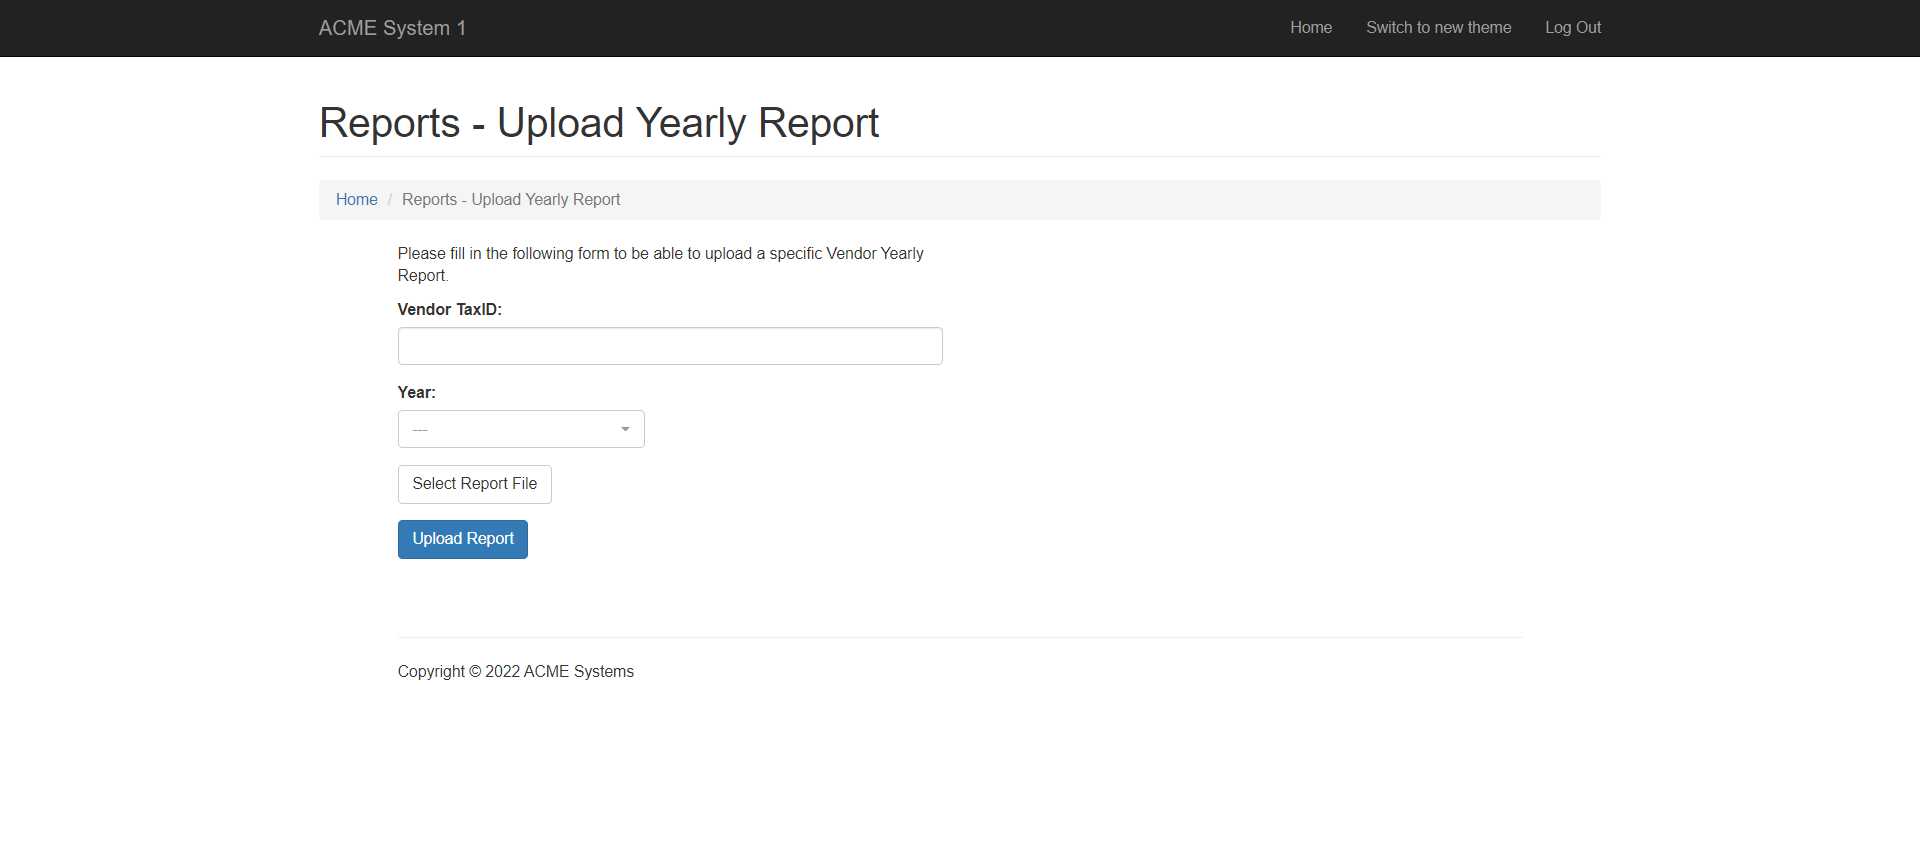 ACME System 1
Home
Switch to new theme
Log Out
Reports - Upload Yearly Report
Home / Reports - Upload Yearly Report
Please fill in the following form to be able to upload a specific Vendor Yearly
Report.
Vendor TaxID:
Year:
---
Select Report File
Upload Report
Copyright © 2022 ACME Systems